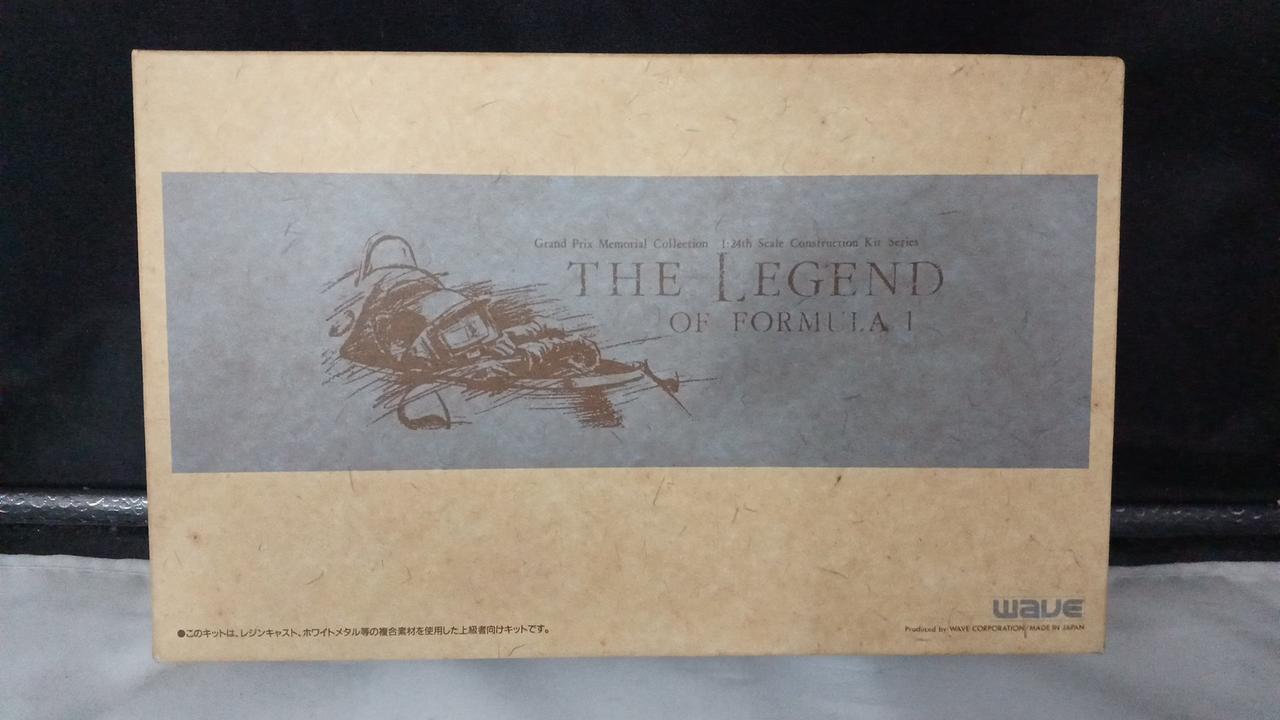 Grand Prix Memorial Collection 1:24th Scale Construction Kit Series
THE LEGEND
OF FORMULA 1
wave
●このキットは、レジンキャスト、ホワイトメタル等の複合素材を使用した上級者向けキットです。
Produced by WAVE CORPORATION/MADE IN JAPAN